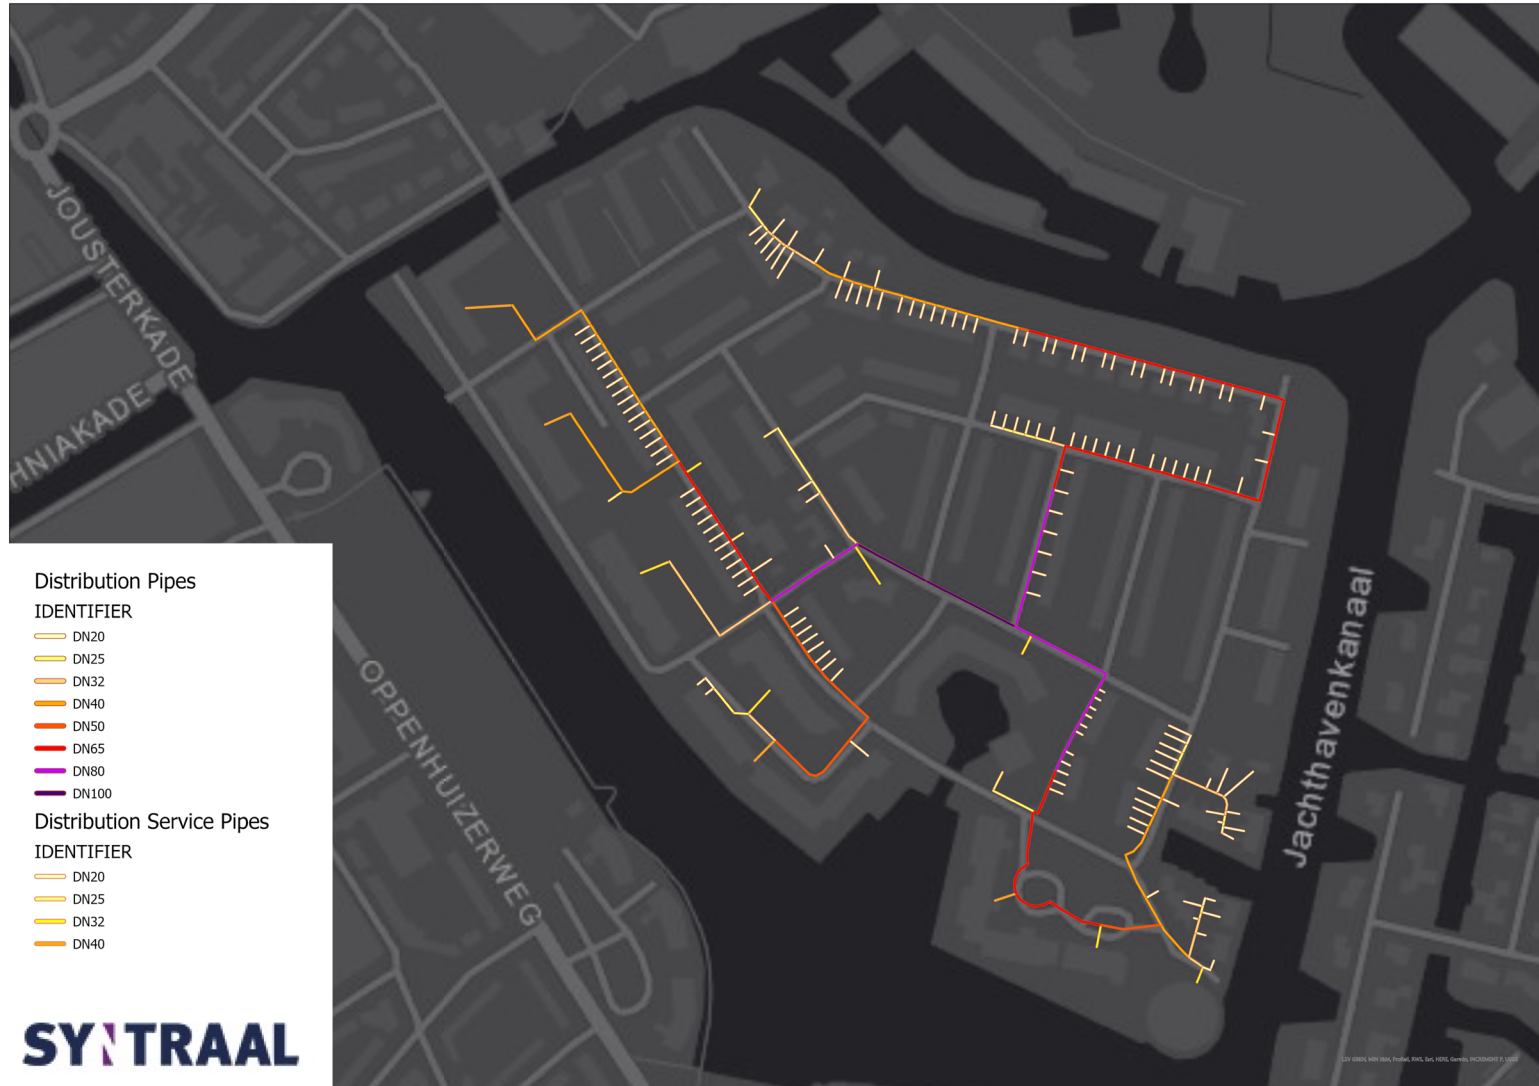 JOUSTERKADE
HNIAKADE
OPPENHUIZERWEG
Jachthavenkanaal
Distribution Pipes
IDENTIFIER
DN20
DN25
DN32
DN40
DN50
DN65
DN80
DN100
Distribution Service Pipes
IDENTIFIER
DN20
DN25
DN32
DN40
SYNTRAAL